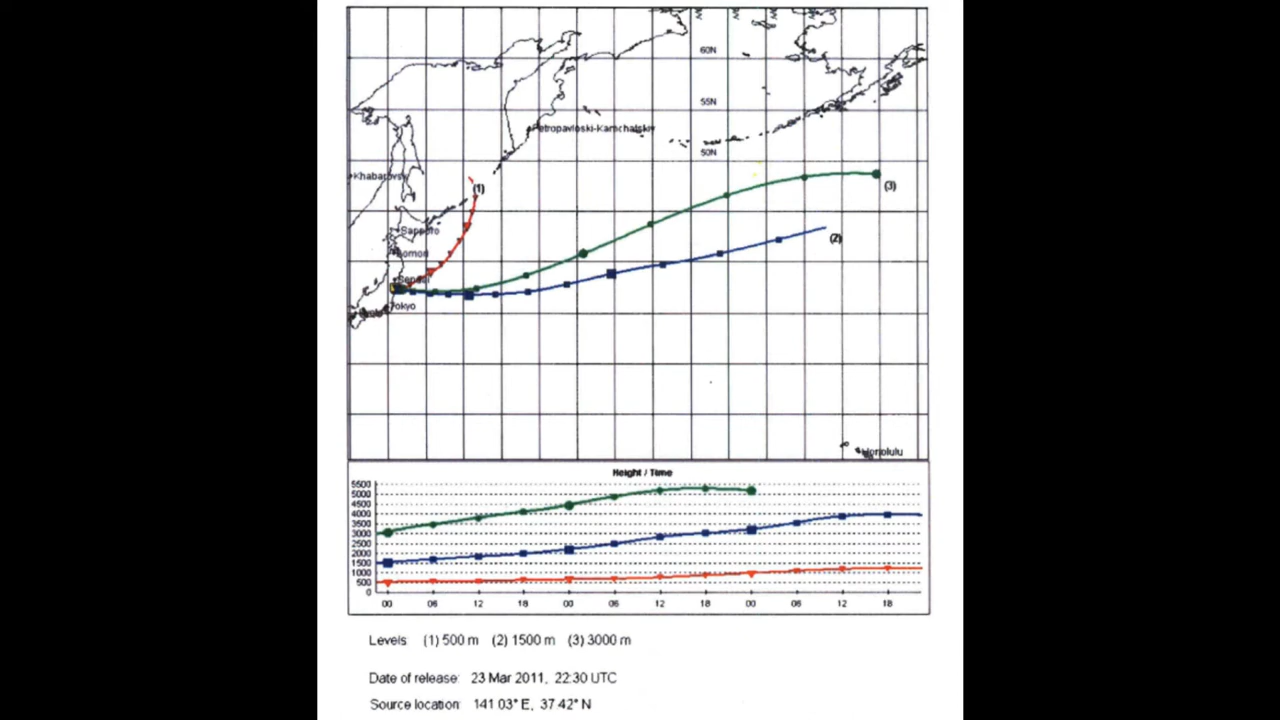 60N
55N
Petropavloski-Kamchatskiy
50N
Khabarovsk
(1)
(3)
Sapporo
(2)
Sendai
Tokyo
Honolulu
Height / Time
5500
5000
4500
4000
3500
3000
2500
2000
1500
1000
500
0
00 06 12 18 00 06 12 18 00 06 12 18
Levels (1) 500 m (2) 1500 m (3) 3000 m
Date of release: 23 Mar 2011, 22:30 UTC
Source location: 141 03° E, 37 42° N